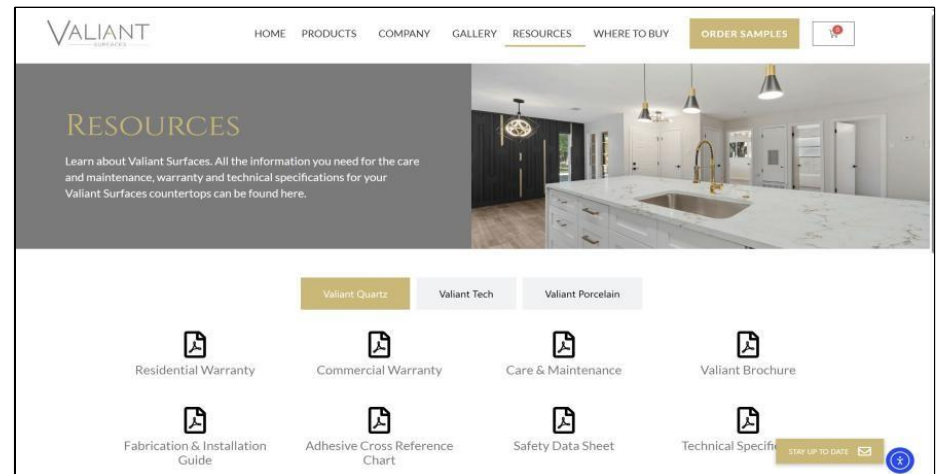 VALIANT
SURFACES
HOME PRODUCTS COMPANY GALLERY RESOURCES WHERE TO BUY ORDER SAMPLES 0
RESOURCES
Learn about Valiant Surfaces. All the information you need for the care
and maintenance, warranty and technical specifications for your
Valiant Surfaces countertops can be found here.
Valiant Quartz Valiant Tech Valiant Porcelain
Residential Warranty Commercial Warranty Care & Maintenance Valiant Brochure
Fabrication & Installation Adhesive Cross Reference Safety Data Sheet Technical
Guide Chart
STAY UP TO DATE